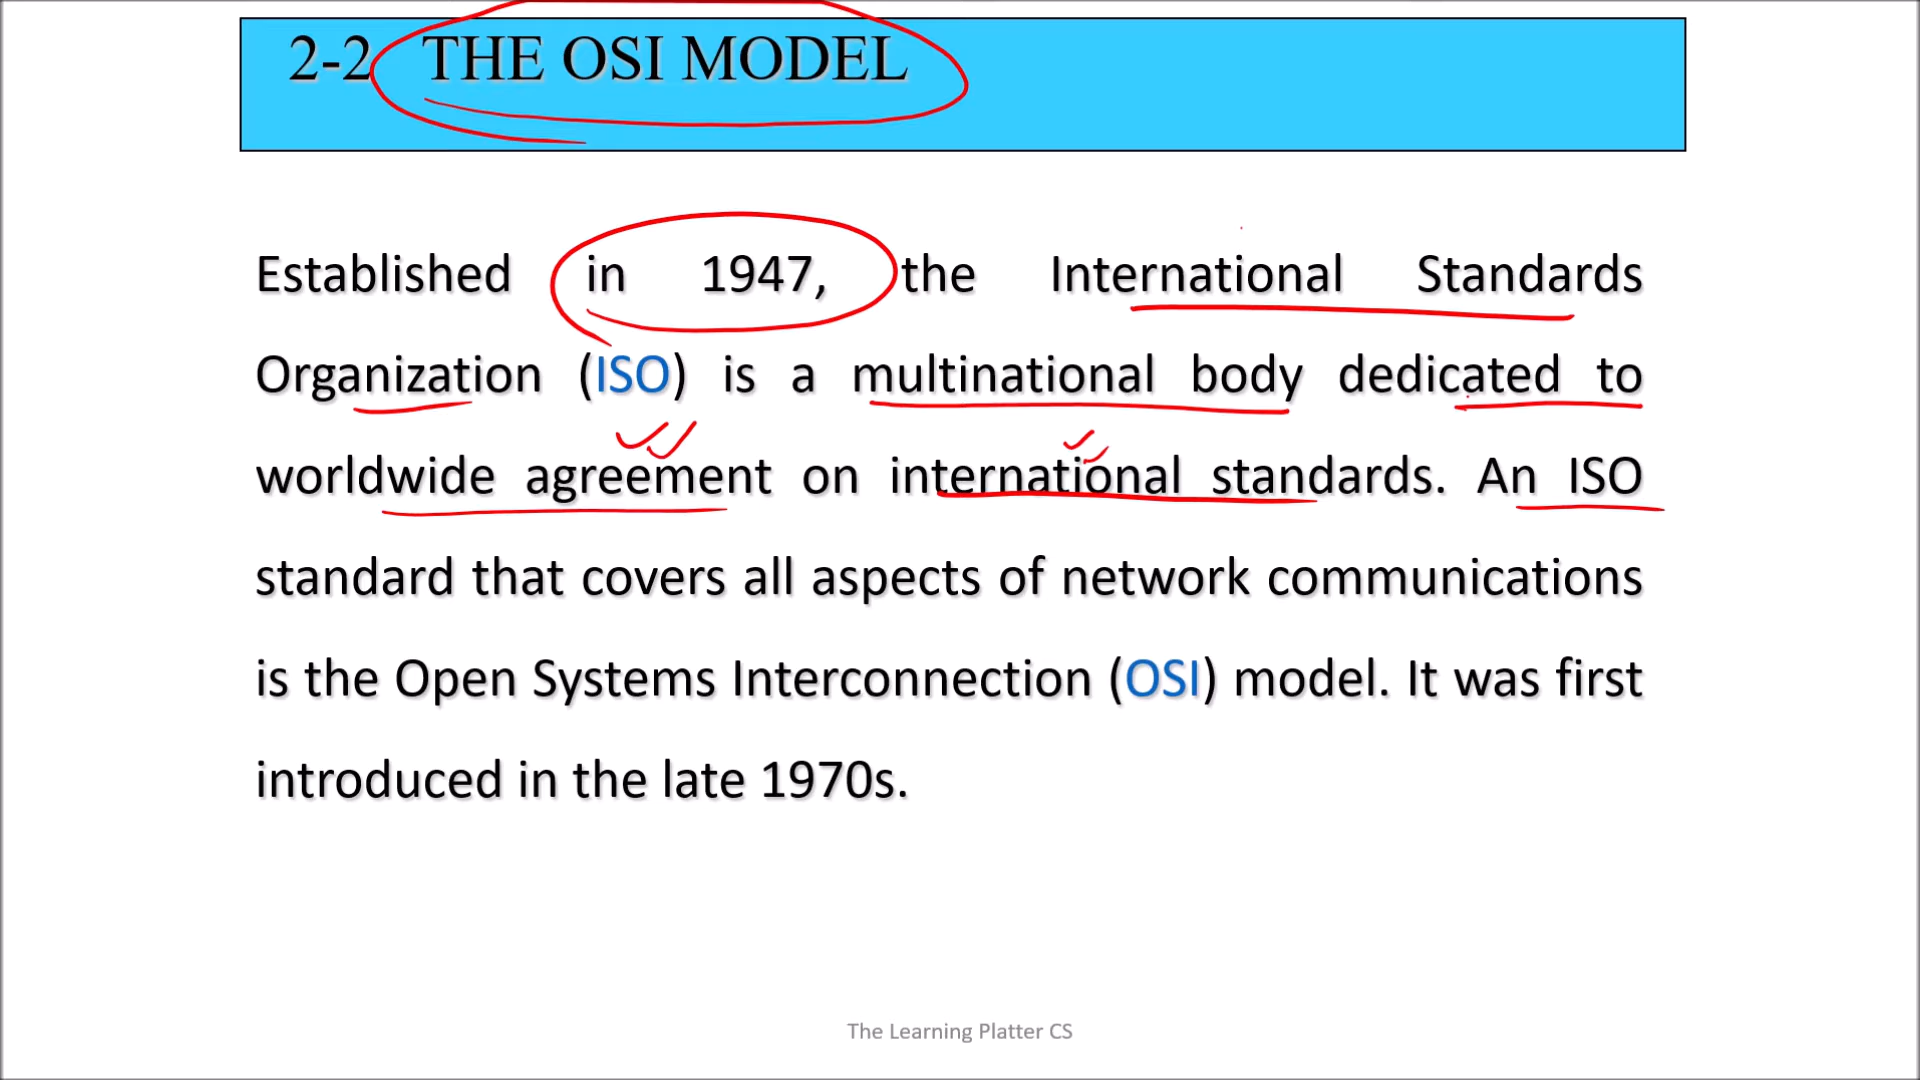 2-2 THE OSI MODEL
Established in 1947, the International Standards
Organization (ISO) is a multinational body dedicated to
worldwide agreement on international standards. An ISO
standard that covers all aspects of network communications
is the Open Systems Interconnection (OSI) model. It was first
introduced in the late 1970s.
The Learning Platter CS